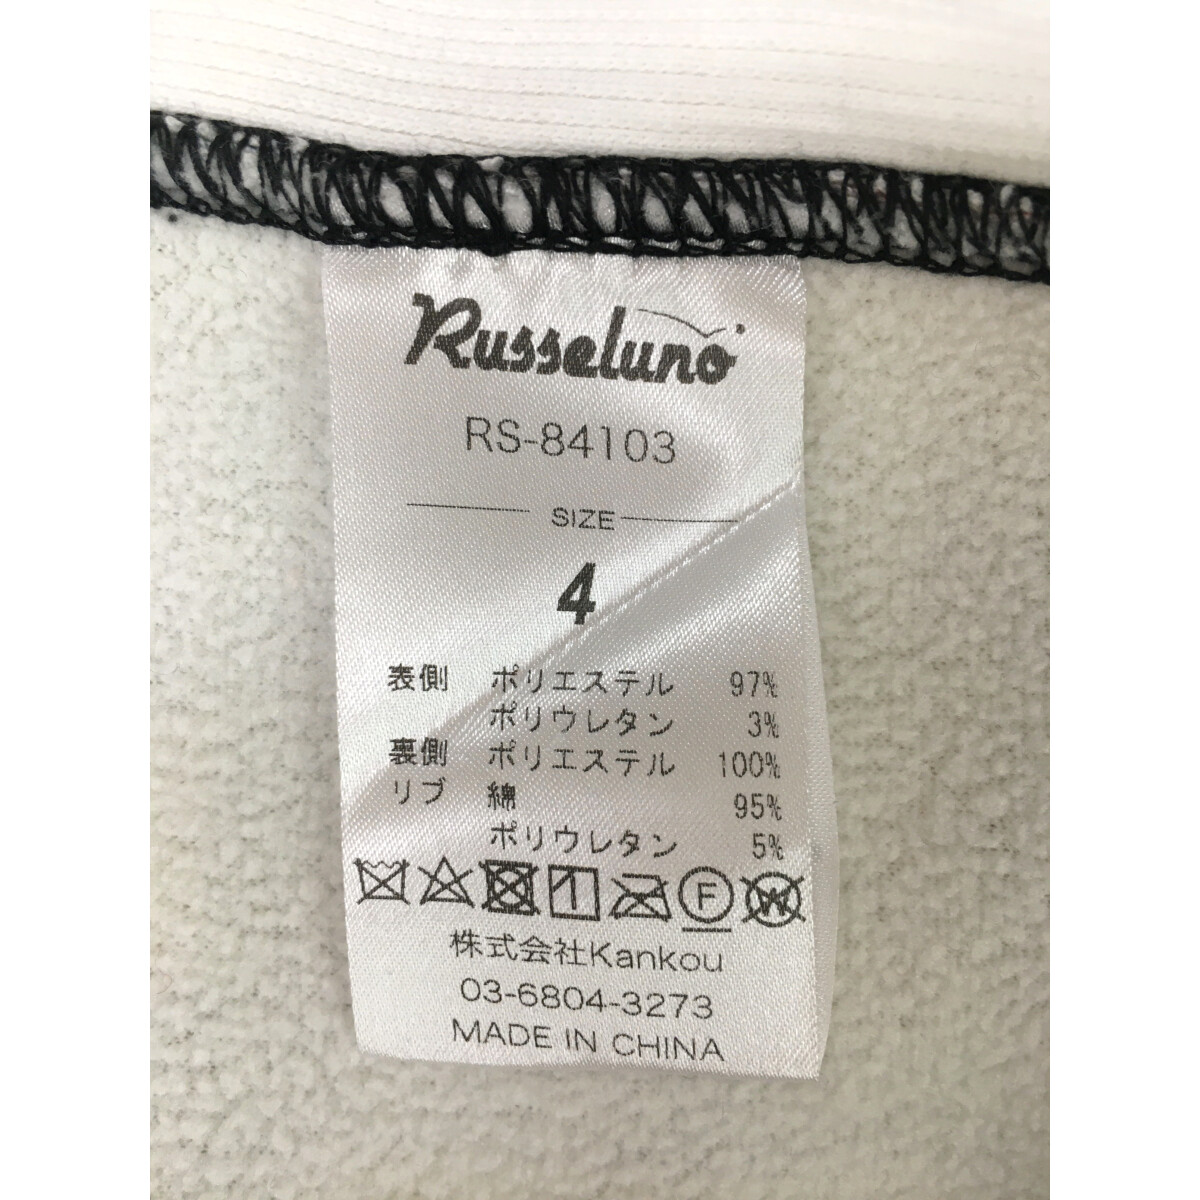 Russeluno
RS-84103
SIZE
4
表側 ポリエステル 97%
ポリウレタン 3%
裏側 ポリエステル 100%
リブ 綿 95%
ポリウレタン 5%
F W
株式会社Kankou
03-6804-3273
MADE IN CHINA